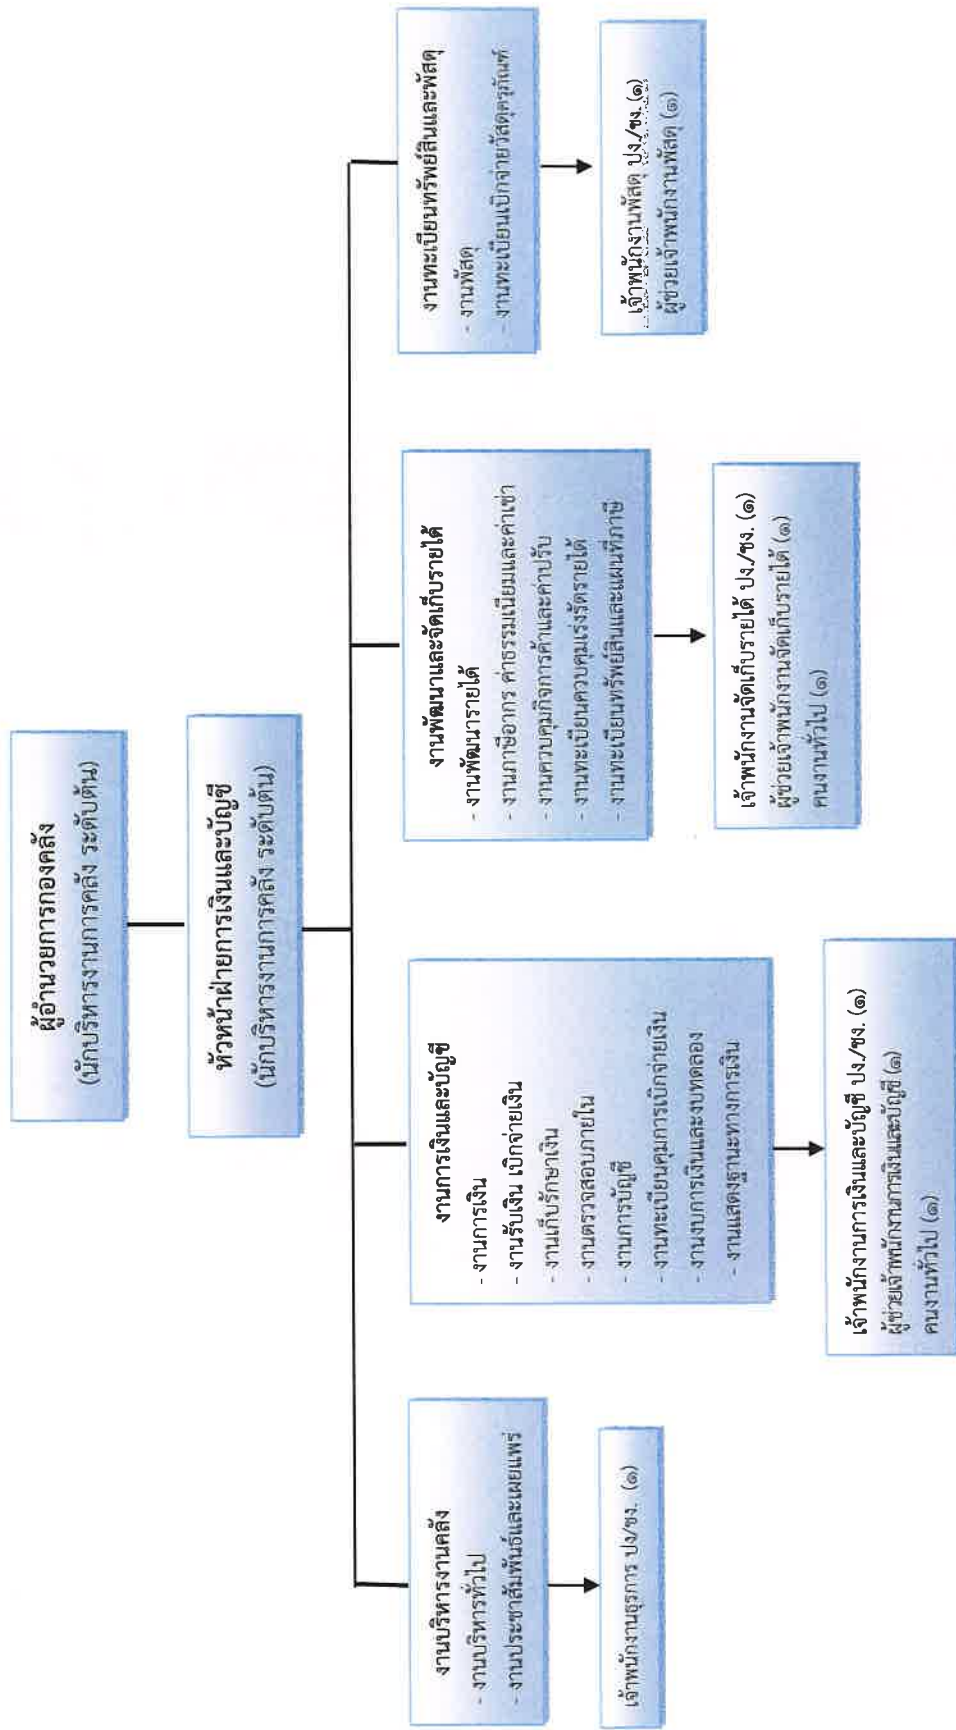 ผู้อำนวยการกองคลัง
(นักบริหารงานการคลัง ระดับต้น)
หัวหน้าฝ่ายการเงินและบัญชี
(นักบริหารงานการคลัง ระดับต้น)
งานบริหารงานคลัง
- งานบริหารทั่วไป
- งานประชาสัมพันธ์และเผยแพร่
เจ้าพนักงานธุรการ ปง/ชง. (๑)
งานการเงินและบัญชี
- งานการเงิน
- งานรับเงิน เบิกจ่ายเงิน
- งานเก็บรักษาเงิน
- งานตรวจสอบภายใน
- งานการบัญชี
- งานทะเบียนคุมการเบิกจ่ายเงิน
- งานงบการเงินและงบทดลอง
- งานแสดงฐานะทางการเงิน
เจ้าพนักงานการเงินและบัญชี ปง./ชง. (๑)
ผู้ช่วยเจ้าพนักงานการเงินและบัญชี (๑)
คนงานทั่วไป (๑)
งานพัฒนาและจัดเก็บรายได้
- งานพัฒนารายได้
- งานภาษีอากร ค่าธรรมเนียมและค่าเช่า
- งานควบคุมกิจการค้าและค่าปรับ
- งานทะเบียนควบคุมเร่งรัดรายได้
- งานทะเบียนทรัพย์สินและแผนที่ภาษี
เจ้าพนักงานจัดเก็บรายได้ ปง./ชง. (๑)
ผู้ช่วยเจ้าพนักงานจัดเก็บรายได้ (๑)
คนงานทั่วไป (๑)
งานทะเบียนทรัพย์สินและพัสดุ
- งานพัสดุ
- งานทะเบียนเบิกจ่ายวัสดุครุภัณฑ์
เจ้าพนักงานพัสดุ ปง./ชง. (๑)
ผู้ช่วยเจ้าพนักงานพัสดุ (๑)